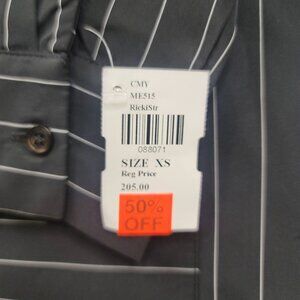 CMY
ME515
RickiStr
088071
SIZE XS
Reg Price
205.00
50%
OFF